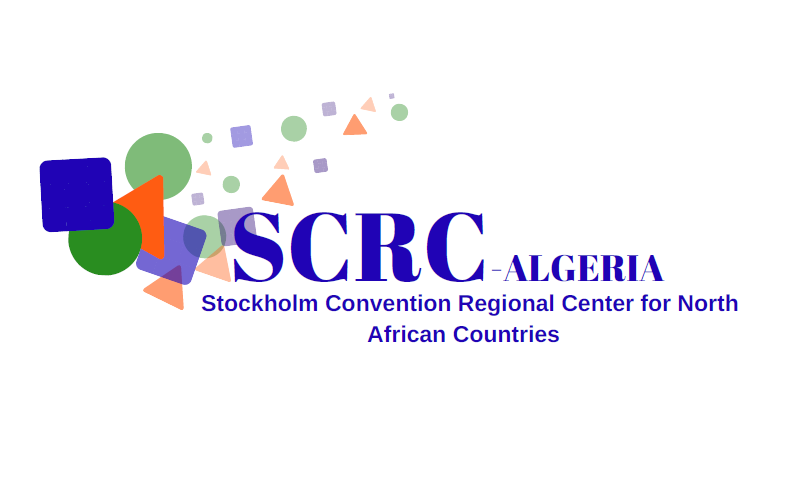 SCRC-ALGERIA
Stockholm Convention Regional Center for North
African Countries